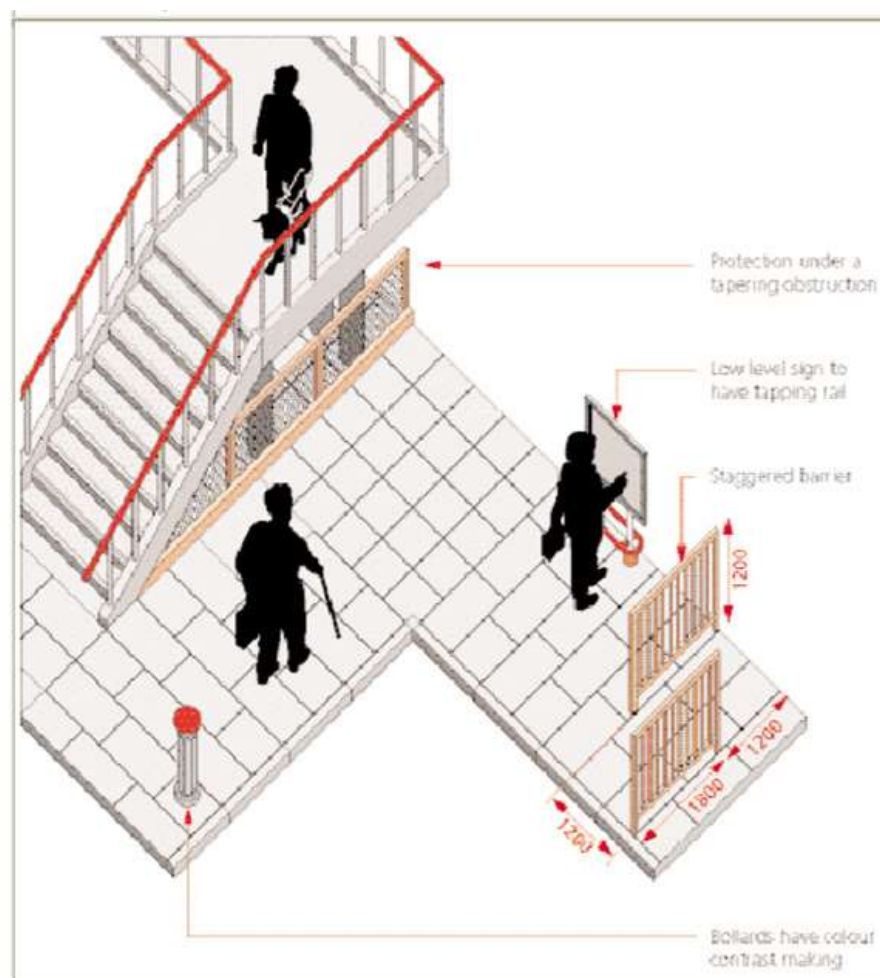 Protection under a
tapering obstruction
Low level sign to
have tapping rail
Staggered barrier
1200
1200
1800
1200
Bollards have colour
contrast making